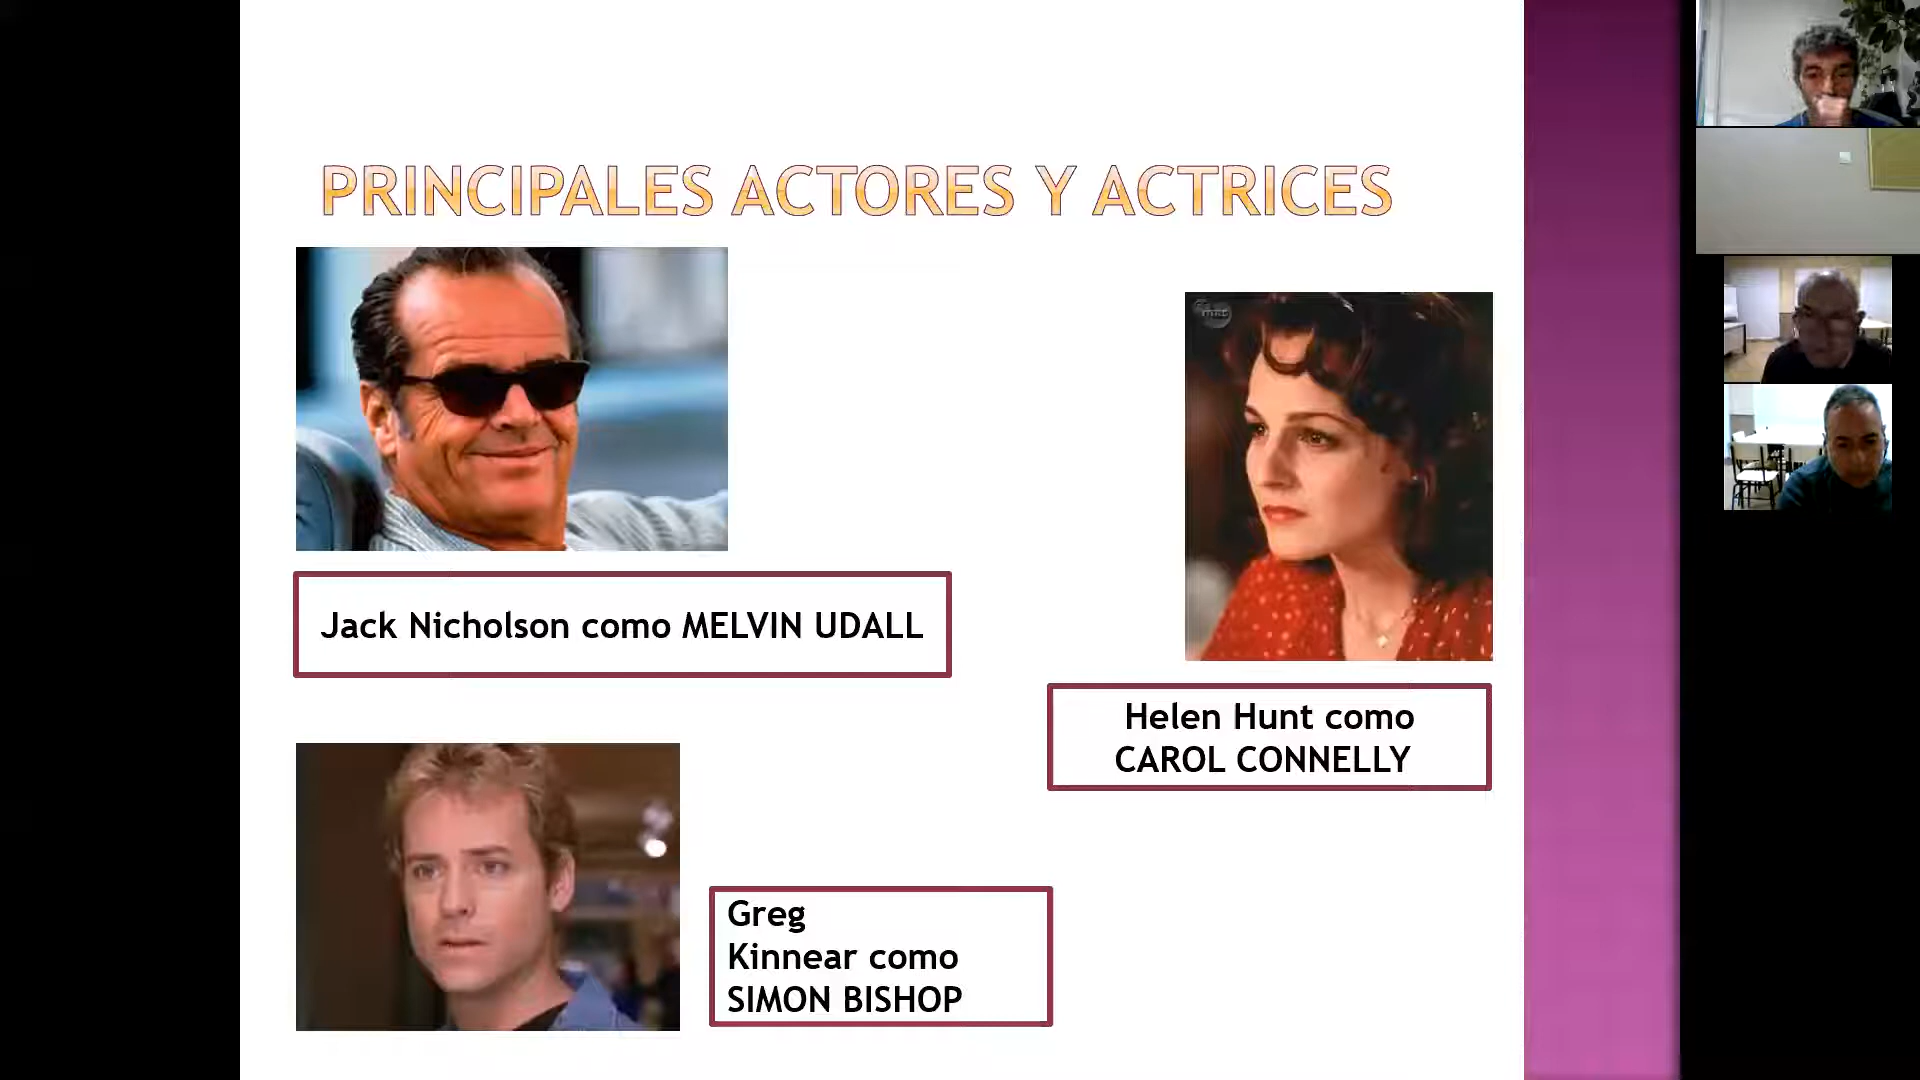 PRINCIPALES ACTORES Y ACTRICES
Jack Nicholson como MELVIN UDALL
Helen Hunt como
CAROL CONNELLY
Greg
Kinnear como
SIMON BISHOP